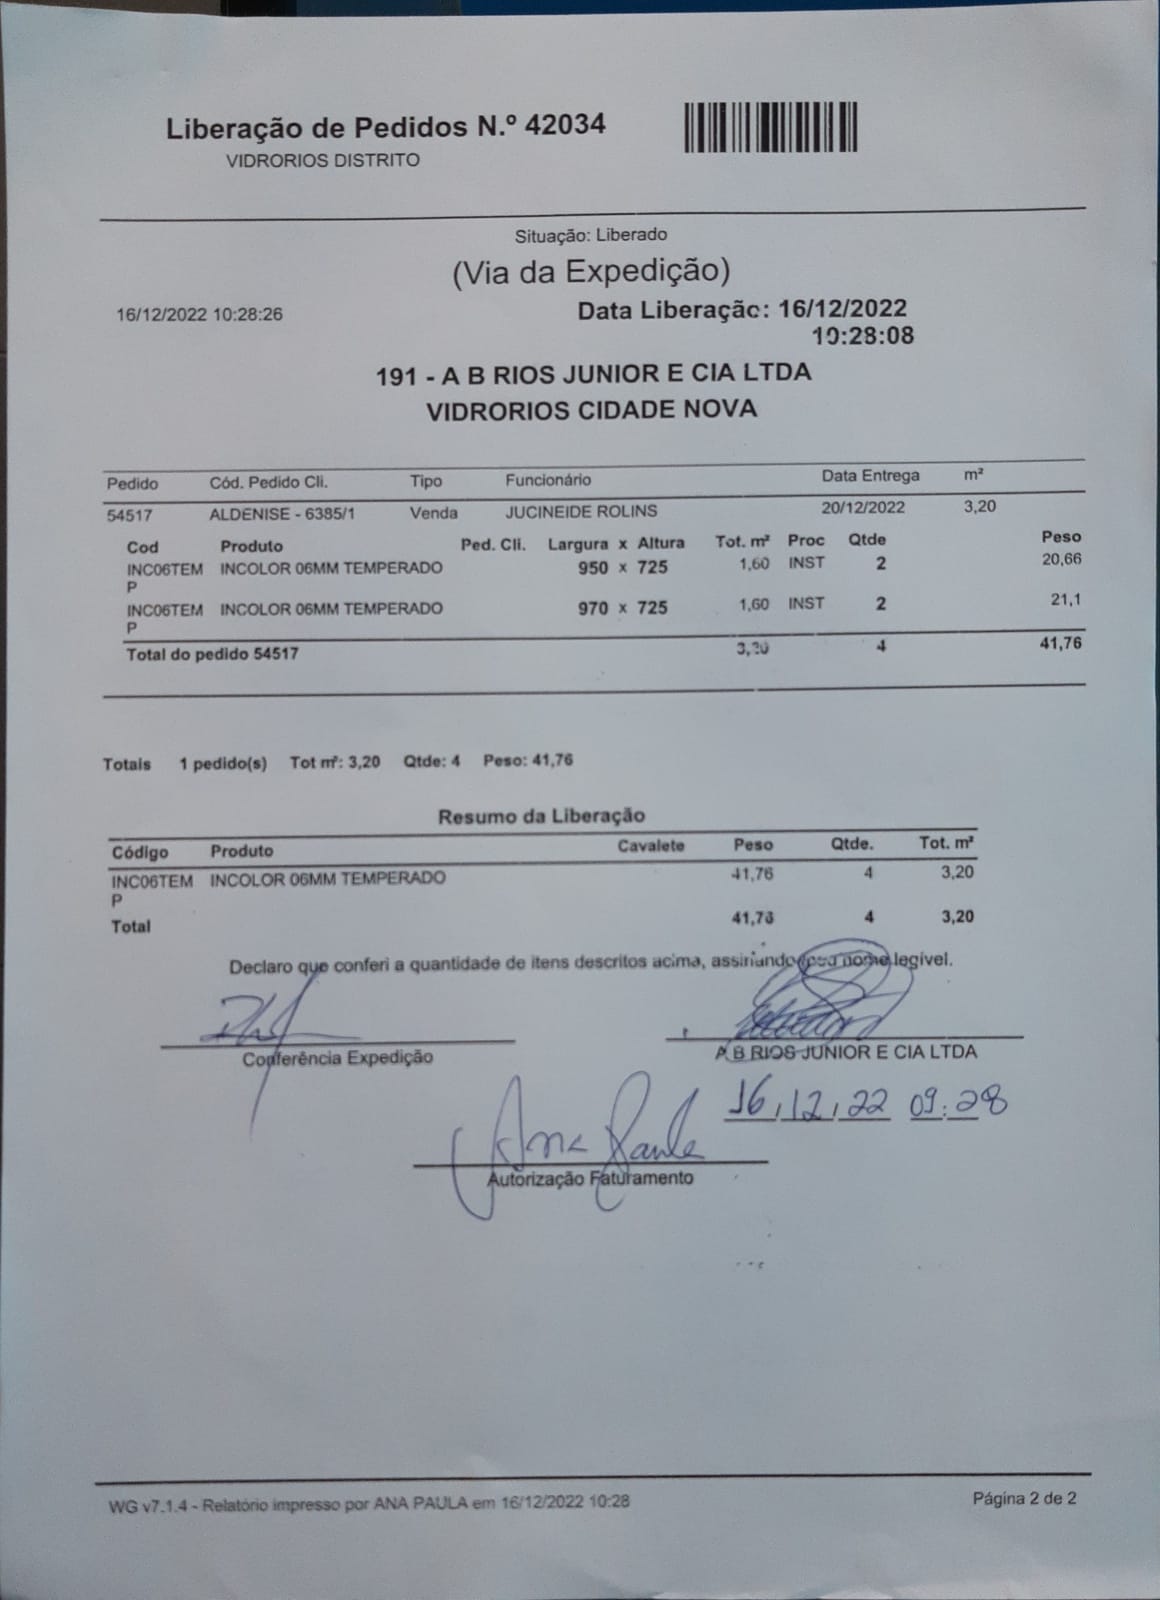 Liberação de Pedidos N.º 42034
VIDRORIOS DISTRITO
Situação: Liberado
(Via da Expedição)
16/12/2022 10:28:26
Data Liberação: 16/12/2022
10:28:08
191 - A B RIOS JUNIOR E CIA LTDA
VIDRORIOS CIDADE NOVA
Pedido Cód. Pedido Cli. Tipo Funcionário Data Entrega m²
54517 ALDENISE - 6385/1 Venda JUCINEIDE ROLINS 20/12/2022 3,20
Cod Produto Ped. Cli. Largura x Altura Tot. m² Proc Qtde Peso
INC06TEM INCOLOR 06MM TEMPERADO 950 x 725 1,60 INST 2 20,66
P
INC06TEM INCOLOR 06MM TEMPERADO 970 x 725 1,60 INST 2 21,1
P
Total do pedido 54517 3,20 4 41,76
Totais 1 pedido(s) Tot m²: 3,20 Qtde: 4 Peso: 41,76
Resumo da Liberação
Código Produto Cavalete Peso Qtde. Tot. m²
INC06TEM INCOLOR 06MM TEMPERADO 41,76 4 3,20
P
Total 41,76 4 3,20
Declaro que conferi a quantidade de itens descritos acima, assinando nome legível.
Conferência Expedição
A B RIOS JUNIOR E CIA LTDA
16/12/22 09:28
Ana Paula
Autorização Faturamento
WG v7.1.4 - Relatório impresso por ANA PAULA em 16/12/2022 10:28
Página 2 de 2